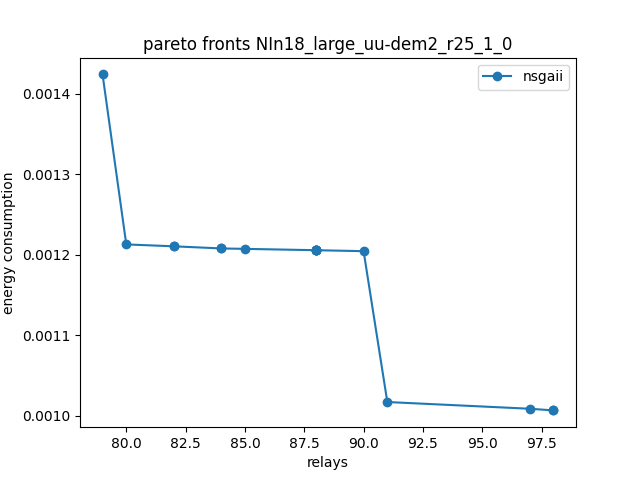 pareto fronts NIn18_large_uu-dem2_r25_1_0
nsgaii
0.0014
0.0013
0.0012
0.0011
0.0010
energy consumption
80.0 82.5 85.0 87.5 90.0 92.5 95.0 97.5
relays